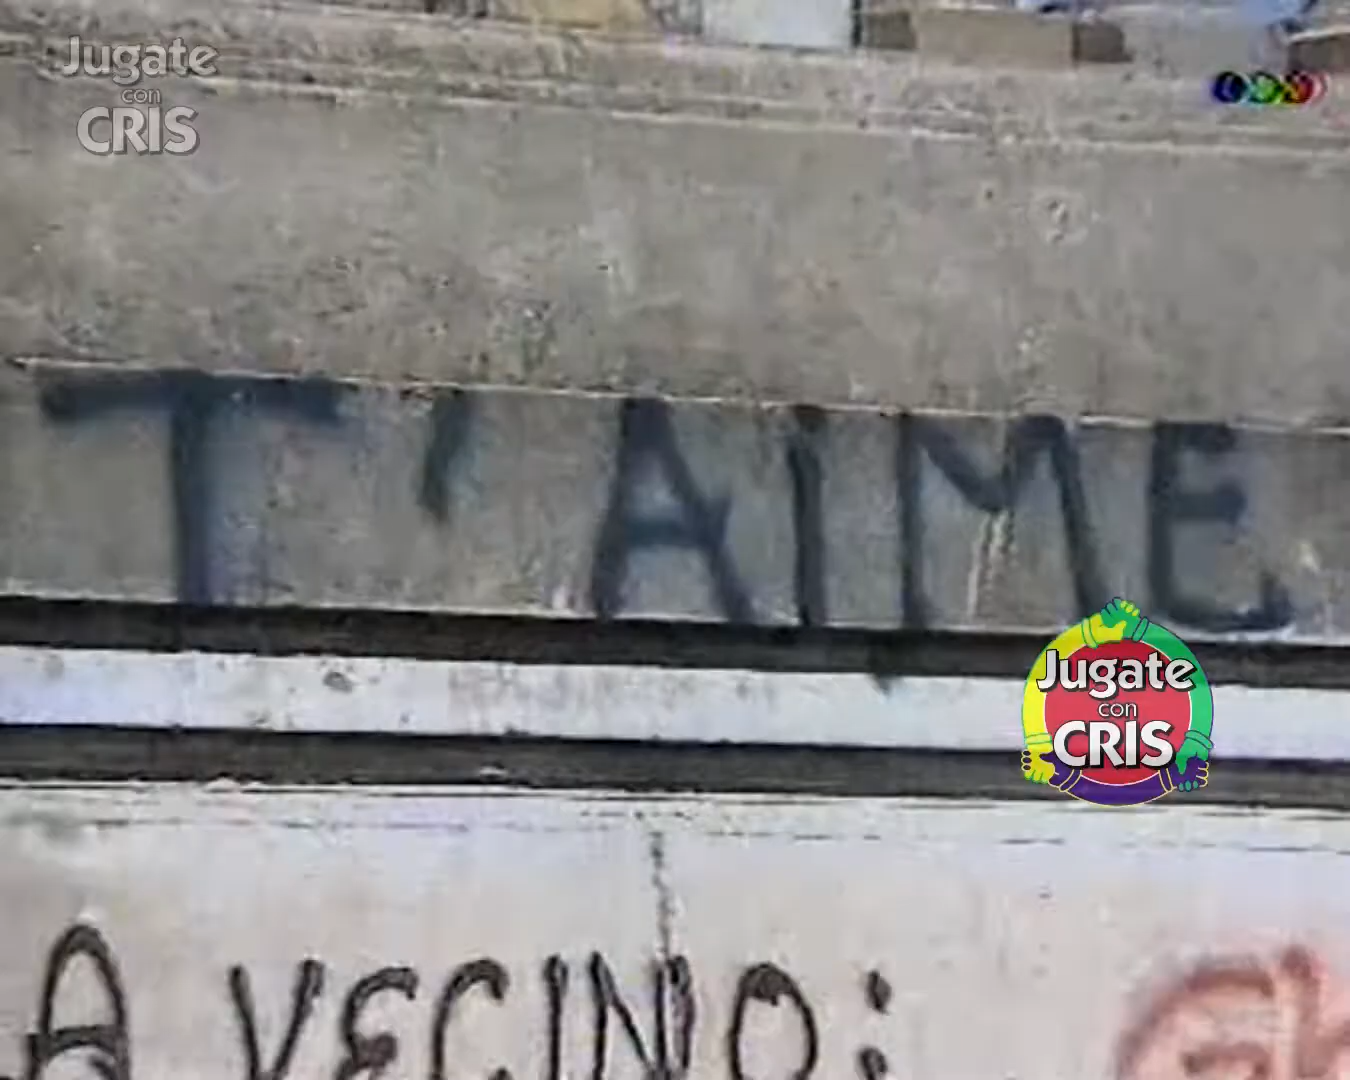 Jugate
con
CRIS
T'AIME
Jugate
con
CRIS
A VECINO: